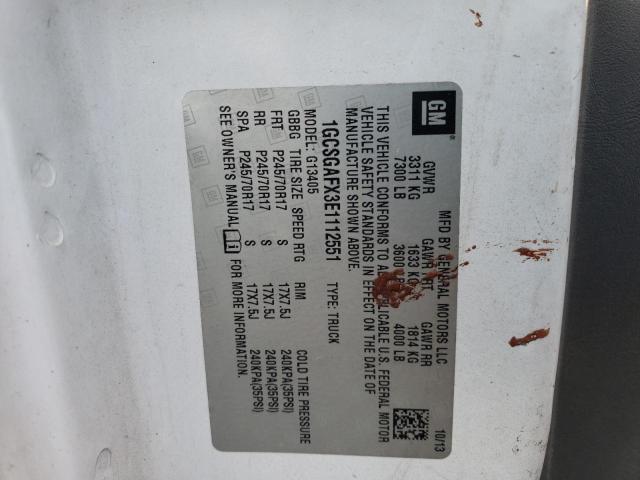 GM
MFD BY GENERAL MOTORS LLC 10/13
GVWR GAWR FRT GAWR RR
3311 KG 1633 KG 1814 KG
7300 LB 3600 LB 4000 LB
THIS VEHICLE CONFORMS TO ALL APPLICABLE U.S. FEDERAL MOTOR
VEHICLE SAFETY STANDARDS IN EFFECT ON THE DATE OF
MANUFACTURE SHOWN ABOVE.
1GCSGAFX3E1112551 TYPE: TRUCK
MODEL: G13405
GBBG TIRE SIZE SPEED RTG RIM COLD TIRE PRESSURE
FRT P245/70R17 S 17X7.5J 240KPA(35PSI)
RR P245/70R17 S 17X7.5J 240KPA(35PSI)
SPA P245/70R17 S 17X7.5J 240KPA(35PSI)
SEE OWNER'S MANUAL FOR MORE INFORMATION.